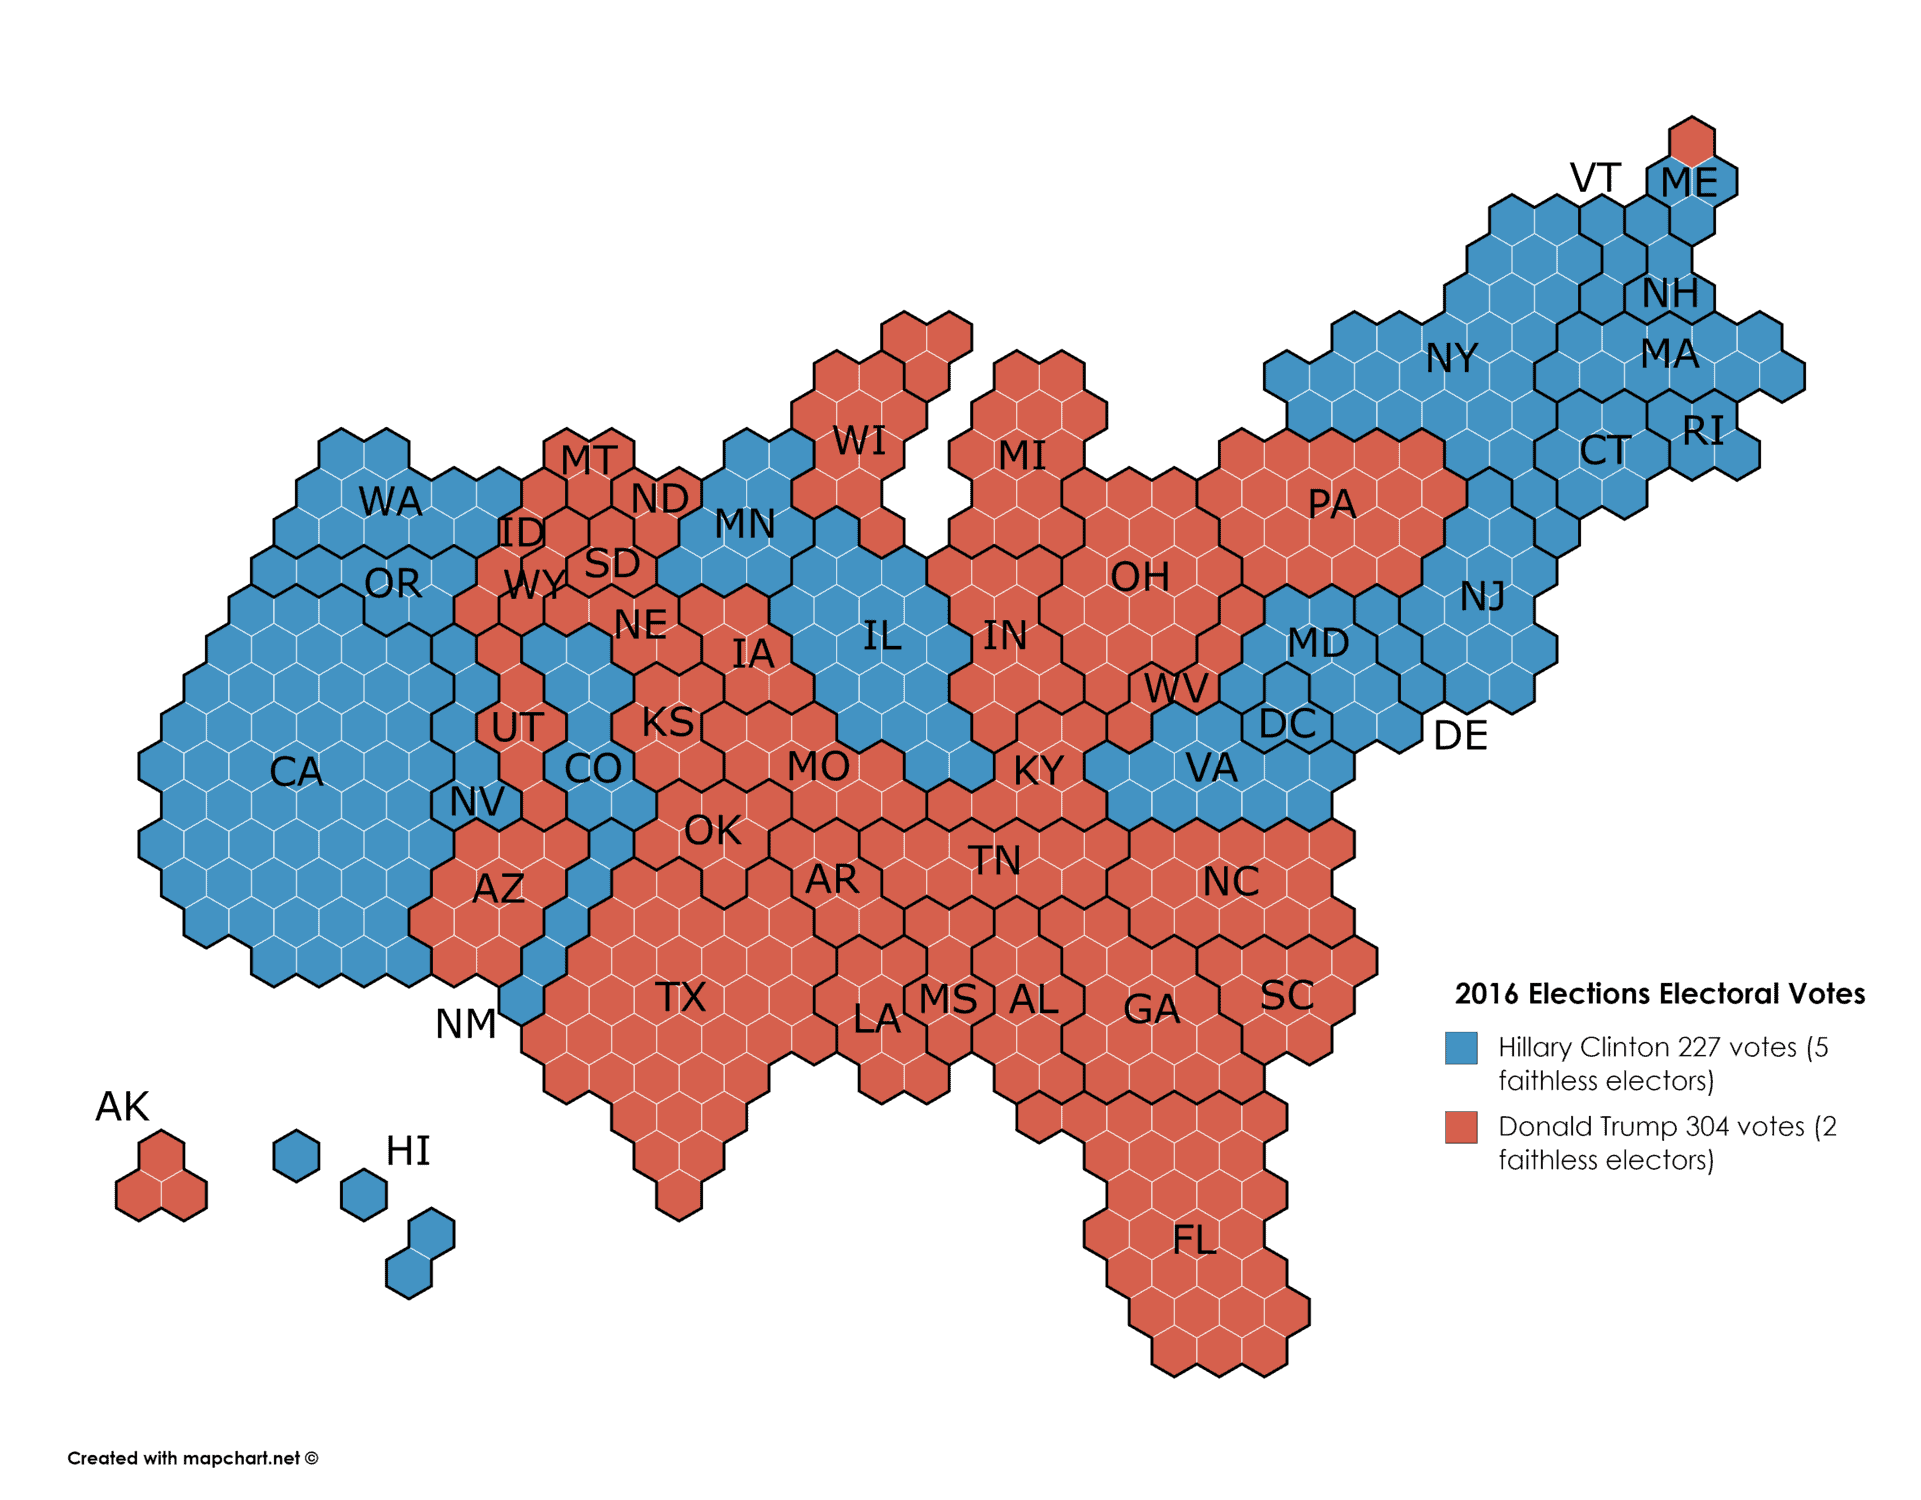 VT
ME
NH
NY
MA
RI
CT
WI
MI
MT
WA
ND
PA
ID
MN
SD
OR
WY
OH
NE
NJ
IL
IN
MD
IA
WV
UT
KS
DC
DE
CA
CO
MO
KY
VA
NV
OK
TN
AZ
AR
NC
TX
LA
MS
AL
GA
SC
NM
2016 Elections Electoral Votes
Hillary Clinton 227 votes (5
faithless electors)
Donald Trump 304 votes (2
faithless electors)
AK
HI
FL
Created with mapchart.net ©